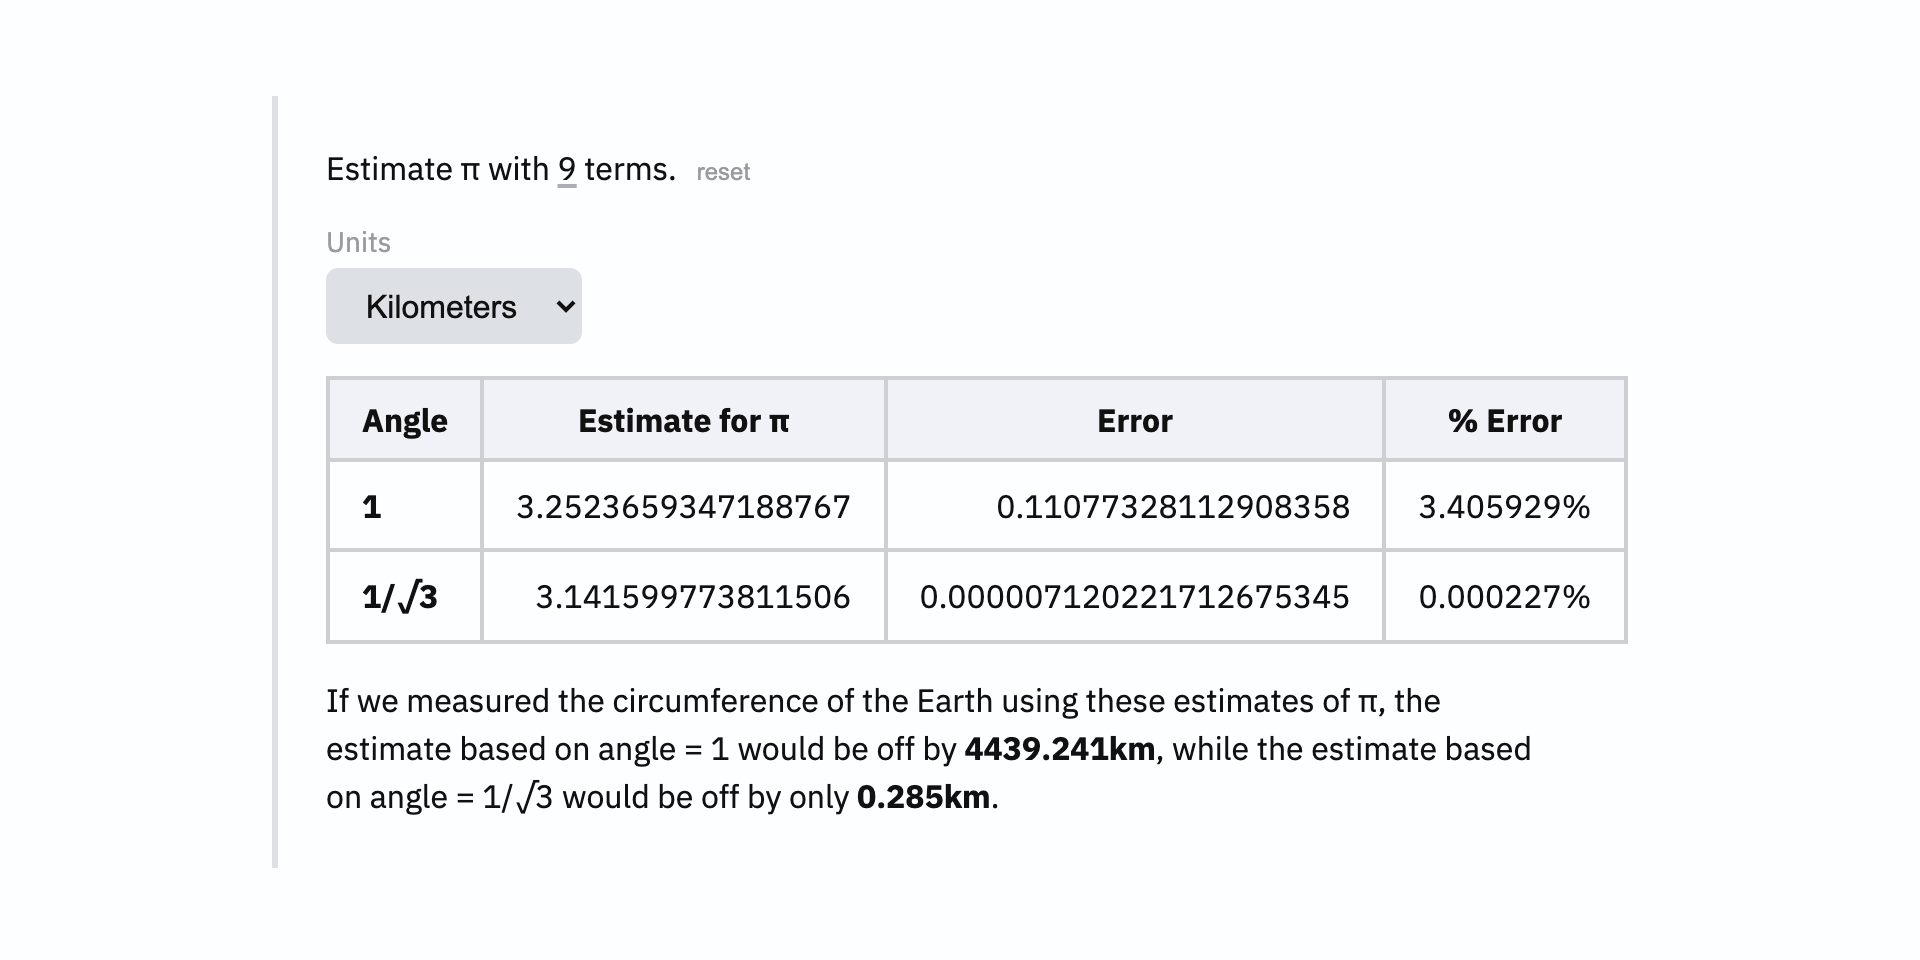 Estimate π with 9 terms. reset
Units
Kilometers
Angle Estimate for π Error % Error
1 3.2523659347188767 0.11077328112908358 3.405929%
1/√3 3.141599773811506 0.000007120221712675345 0.000227%
If we measured the circumference of the Earth using these estimates of π, the
estimate based on angle = 1 would be off by 4439.241km, while the estimate based
on angle = 1/√3 would be off by only 0.285km.